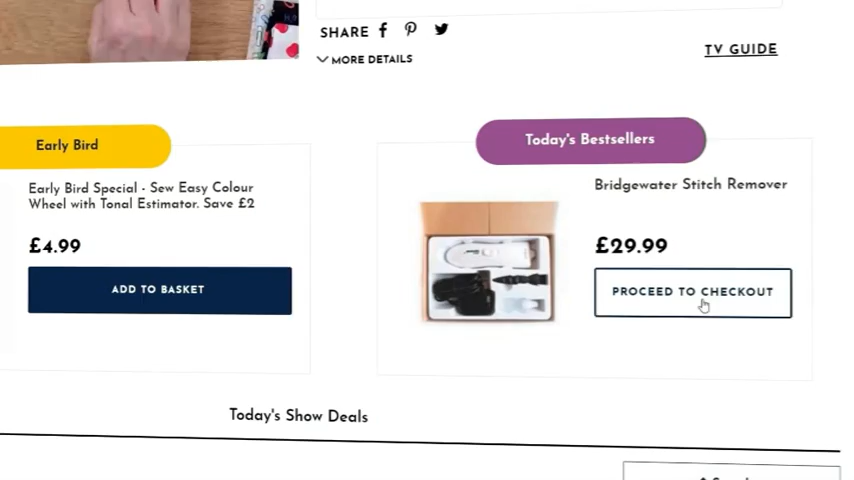 SHARE
MORE DETAILS
TV GUIDE
Early Bird
Early Bird Special - Sew Easy Colour
Wheel with Tonal Estimator. Save £2
£4.99
ADD TO BASKET
Today's Bestsellers
Bridgewater Stitch Remover
£29.99
PROCEED TO CHECKOUT
Today's Show Deals